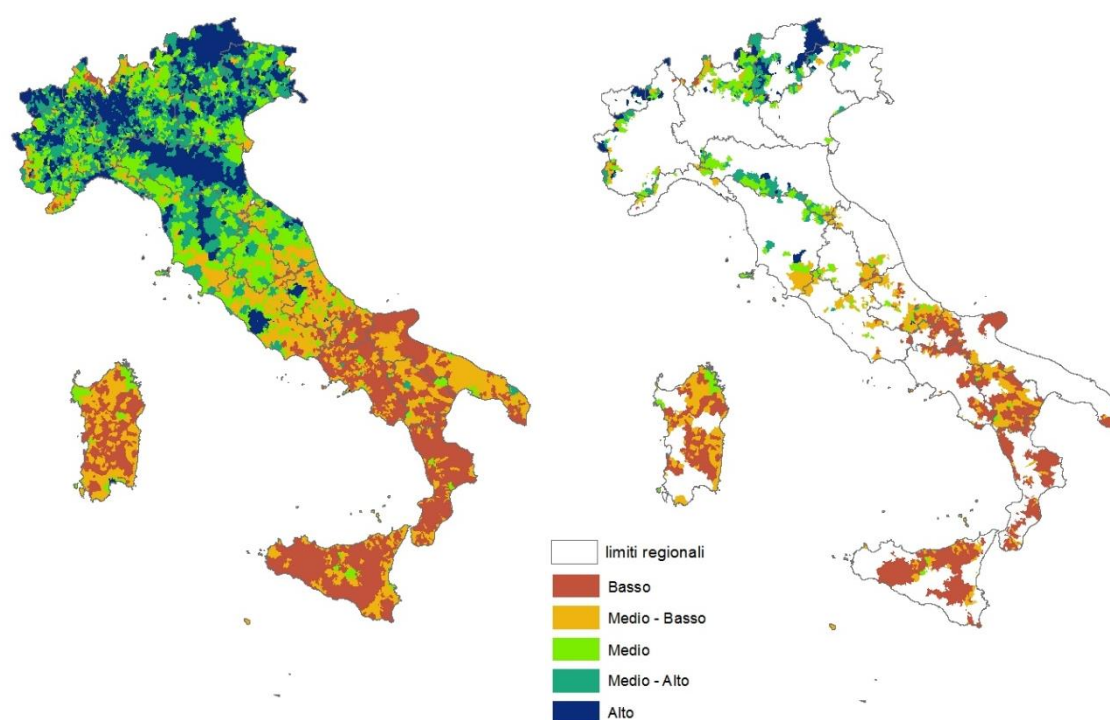 limiti regionali
Basso
Medio - Basso
Medio
Medio - Alto
Alto